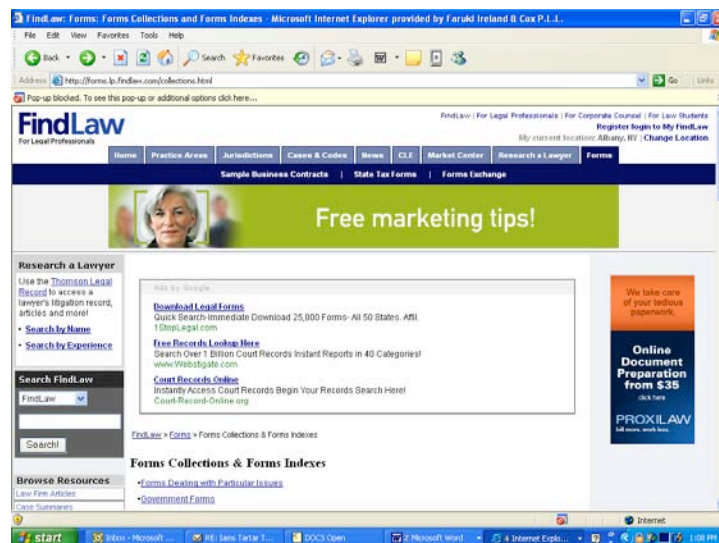 FindLaw: Forms: Forms Collections and Forms Indexes - Microsoft Internet Explorer provided by Faruki Ireland & Cox P.L.L.
File Edit View Favorites Tools Help
Back Search Favorites
Address http://forms.lp.findlaw.com/collections.html Go Links
Pop-up blocked. To see this pop-up or additional options click here...
FindLaw | For Legal Professionals | For Corporate Counsel | For Law Students
FindLaw
Register/login to My FindLaw
For Legal Professionals
My current location: Albany, NY | Change Location
Home Practice Areas Jurisdictions Cases & Codes News CLE Market Center Research a Lawyer Forms
Sample Business Contracts | State Tax Forms | Forms Exchange
Free marketing tips!
Research a Lawyer
Use the Thomson Legal
Record to access a
lawyer's litigation record,
articles and more!
• Search by Name
• Search by Experience
Search FindLaw
FindLaw
Search!
Browse Resources
Law Firm Articles
Case Summaries
Ads by Google
Download Legal Forms
Quick Search-Immediate Download 25,000 Forms- All 50 States. Affil.
1StopLegal.com
Free Records Lookup Here
Search Over 1 Billion Court Records Instant Reports in 40 Categories!
www.Webstigate.com
Court Records Online
Instantly Access Court Records Begin Your Records Search Here!
Court-Record-Online.org
FindLaw > Forms > Forms Collections & Forms Indexes
Forms Collections & Forms Indexes
•Forms Dealing with Particular Issues
•Government Forms
We take care
of your tedious
paperwork.
Online
Document
Preparation
from $35
click here
PROXILAW
bill more. work less.
Internet
start Inbox - Microsoft ... RE: Iams Tartar T... DOCS Open 2 Microsoft Word 4 Internet Explo... 1:08 PM